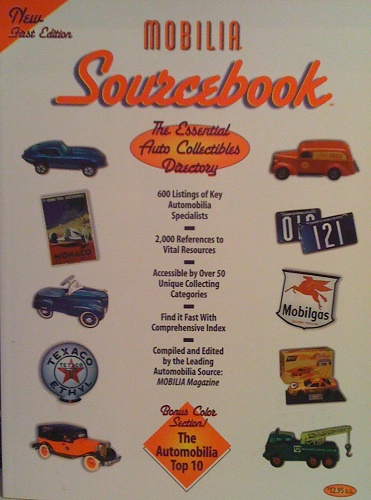 New
First Edition
MOBILIA
Sourcebook
The Essential
Auto Collectibles
Directory
600 Listings of Key
Automobilia
Specialists
2,000 References to
Vital Resources
Accessible by Over 50
Unique Collecting
Categories
Find it Fast With
Comprehensive Index
Compiled and Edited
by the Leading
Automobilia Source:
MOBILIA Magazine
Bonus Color
Section!
The
Automobilia
Top 10
MONACO
TEXACO
ETHYL
121
Mobilgas